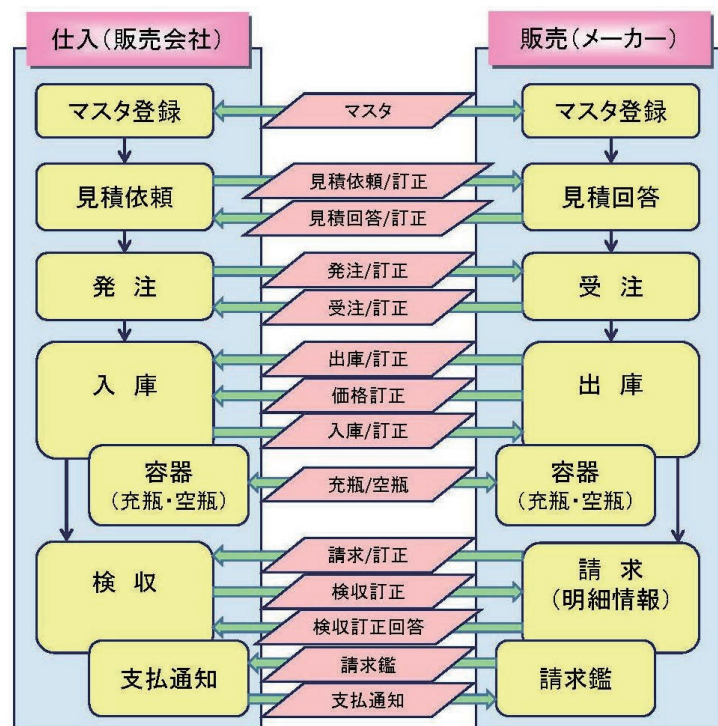 仕入(販売会社)
販売(メーカー)
マスタ登録
マスタ
マスタ登録
見積依頼
見積依頼/訂正
見積回答/訂正
見積回答
発 注
発注/訂正
受注/訂正
受 注
入 庫
出庫/訂正
価格訂正
入庫/訂正
出 庫
容器
(充瓶・空瓶)
充瓶/空瓶
容器
(充瓶・空瓶)
検 収
請求/訂正
検収訂正
検収訂正回答
請 求
(明細情報)
支払通知
請求鑑
支払通知
請求鑑